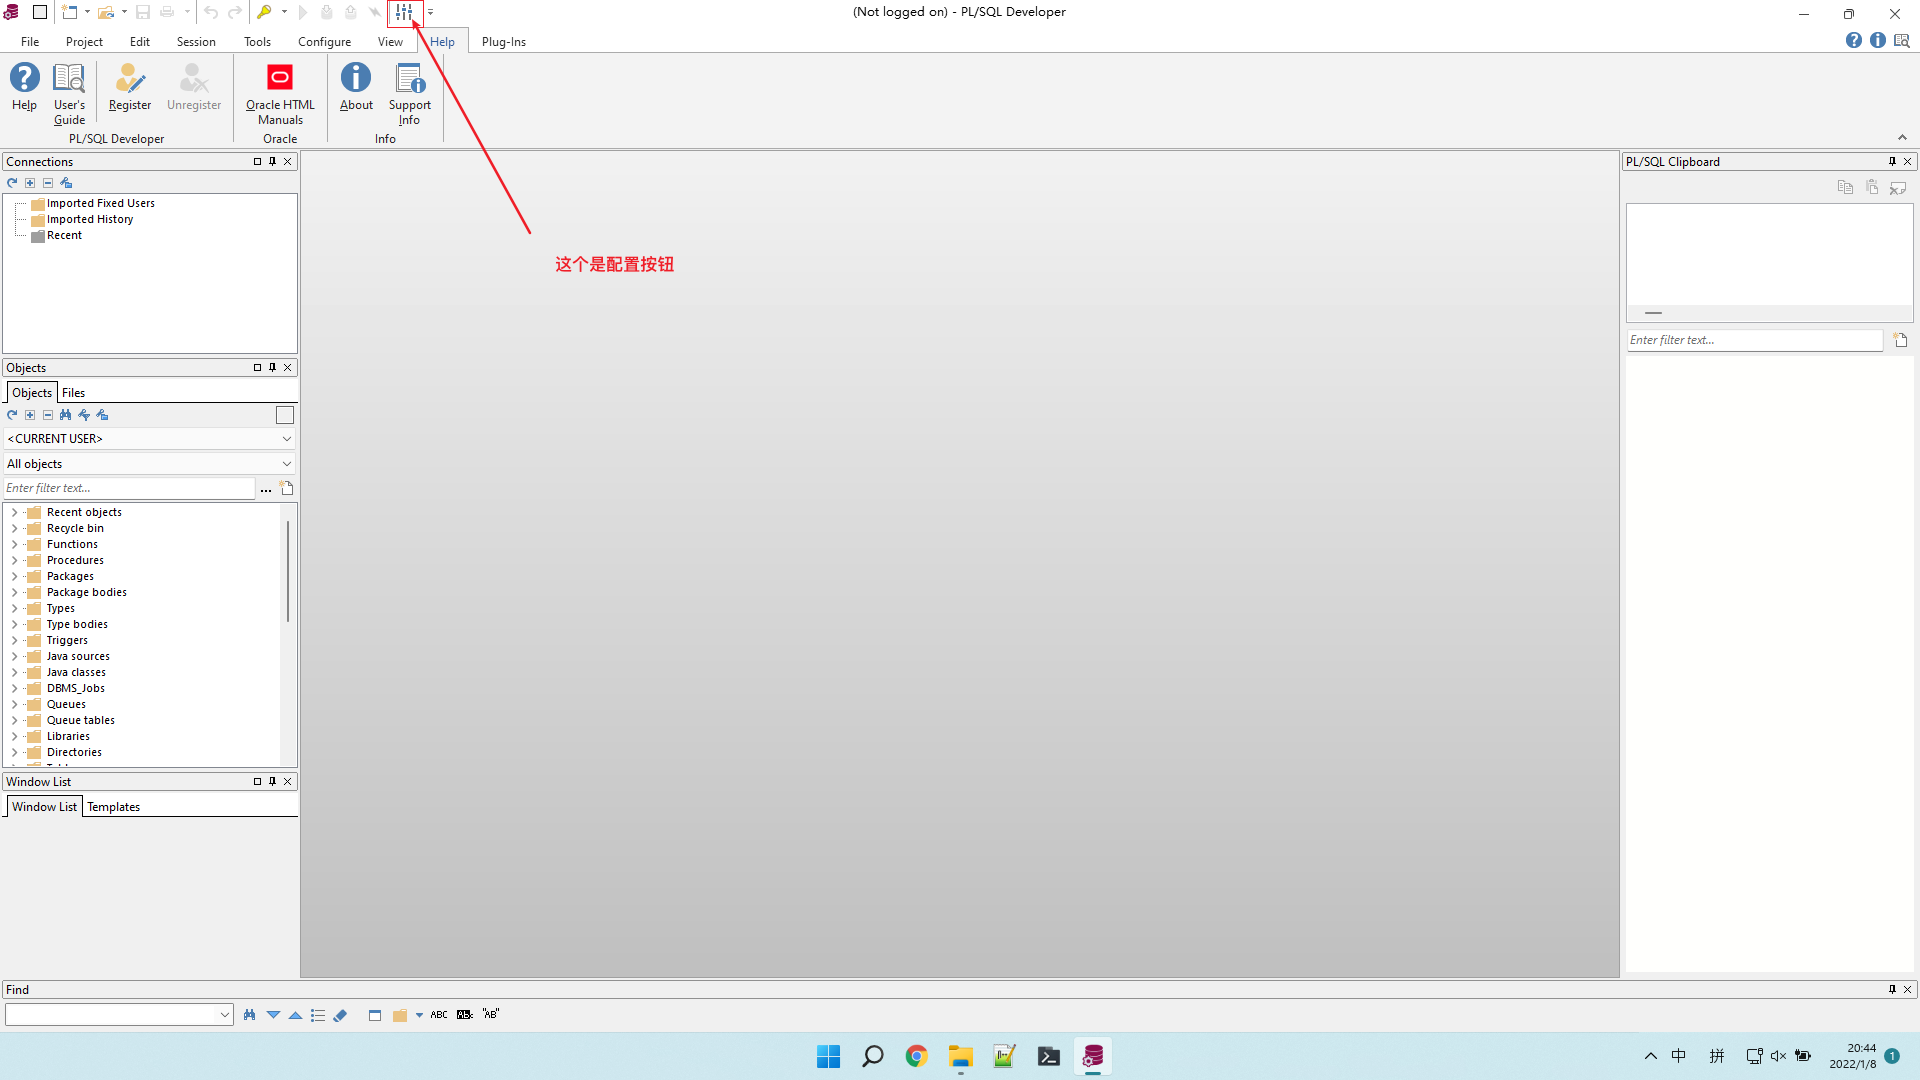 (Not logged on) - PL/SQL Developer
File Project Edit Session Tools Configure View Help Plug-Ins
Help
User's
Guide
Register
Unregister
Oracle HTML
Manuals
About
Support
Info
PL/SQL Developer
Oracle
Info
Connections
Imported Fixed Users
Imported History
Recent
这个是配置按钮
PL/SQL Clipboard
Enter filter text...
Objects
Objects Files
<CURRENT USER>
All objects
Enter filter text...
Recent objects
Recycle bin
Functions
Procedures
Packages
Package bodies
Types
Type bodies
Triggers
Java sources
Java classes
DBMS_Jobs
Queues
Queue tables
Libraries
Directories
Window List
Window List Templates
Find
ABC
"AB"
中
拼
20:44
2022/1/8
1